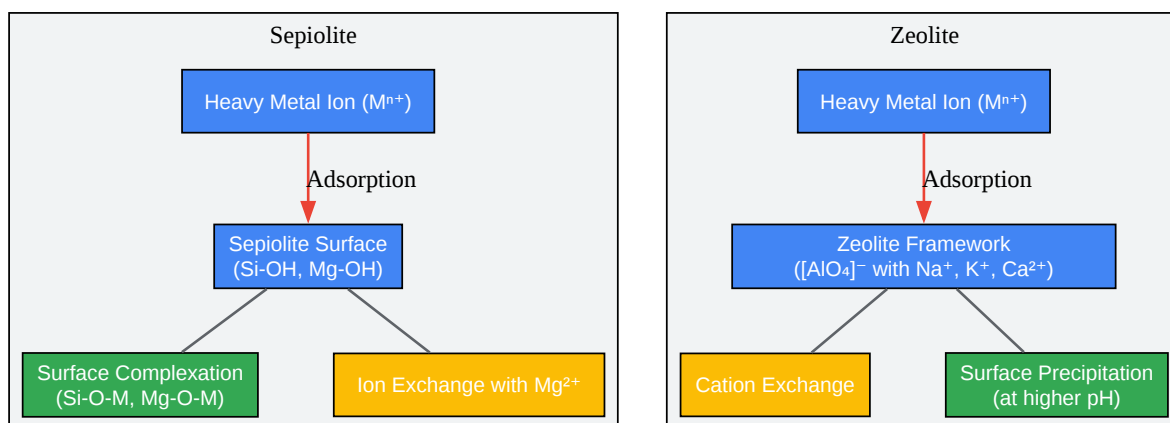 Sepiolite
Heavy Metal Ion (Mⁿ⁺)
Adsorption
Sepiolite Surface
(Si-OH, Mg-OH)
Surface Complexation
(Si-O-M, Mg-O-M)
Ion Exchange with Mg²⁺
Zeolite
Heavy Metal Ion (Mⁿ⁺)
Adsorption
Zeolite Framework
([AlO₄]⁻ with Na⁺, K⁺, Ca²⁺)
Cation Exchange
Surface Precipitation
(at higher pH)